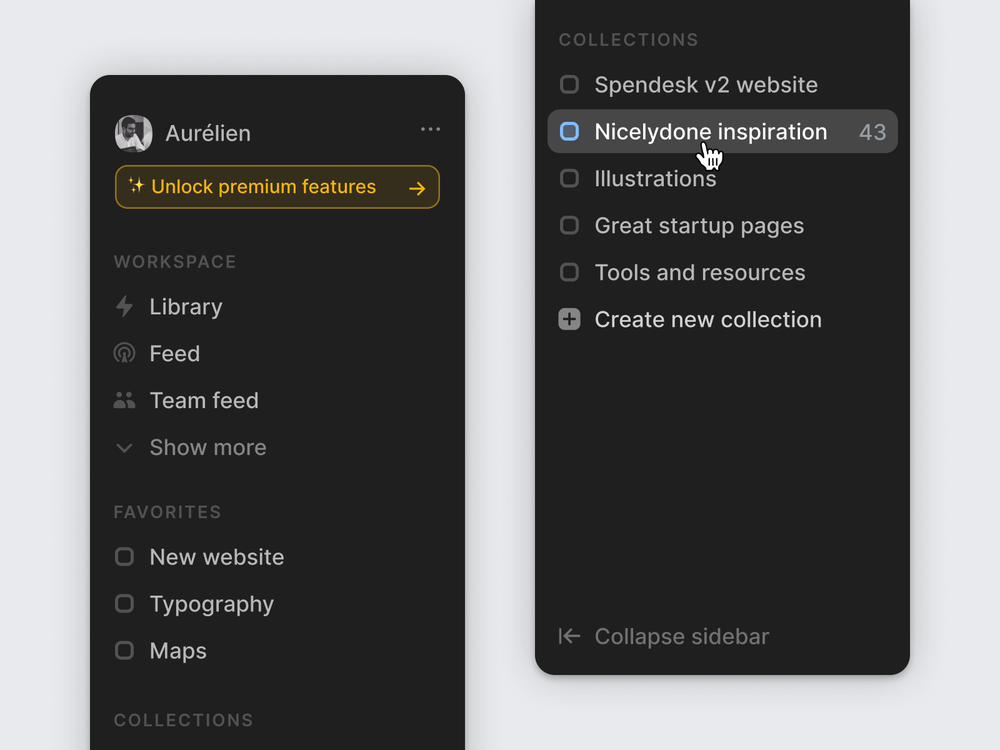 Aurélien
✨ Unlock premium features →
WORKSPACE
Library
Feed
Team feed
Show more
FAVORITES
New website
Typography
Maps
COLLECTIONS
COLLECTIONS
Spendesk v2 website
Nicelydone inspiration 43
Illustrations
Great startup pages
Tools and resources
Create new collection
Collapse sidebar